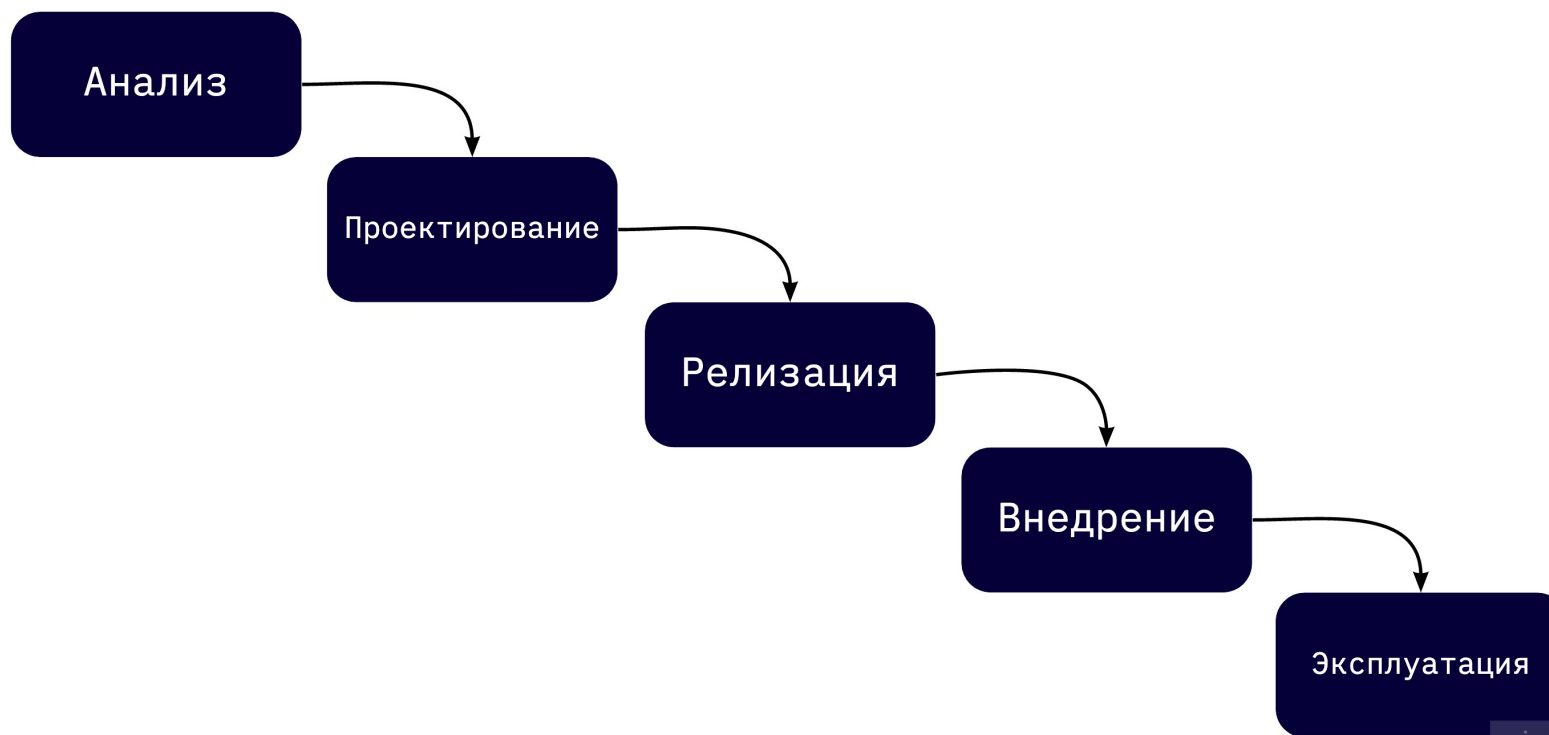 Анализ
Проектирование
Релизация
Внедрение
Эксплуатация